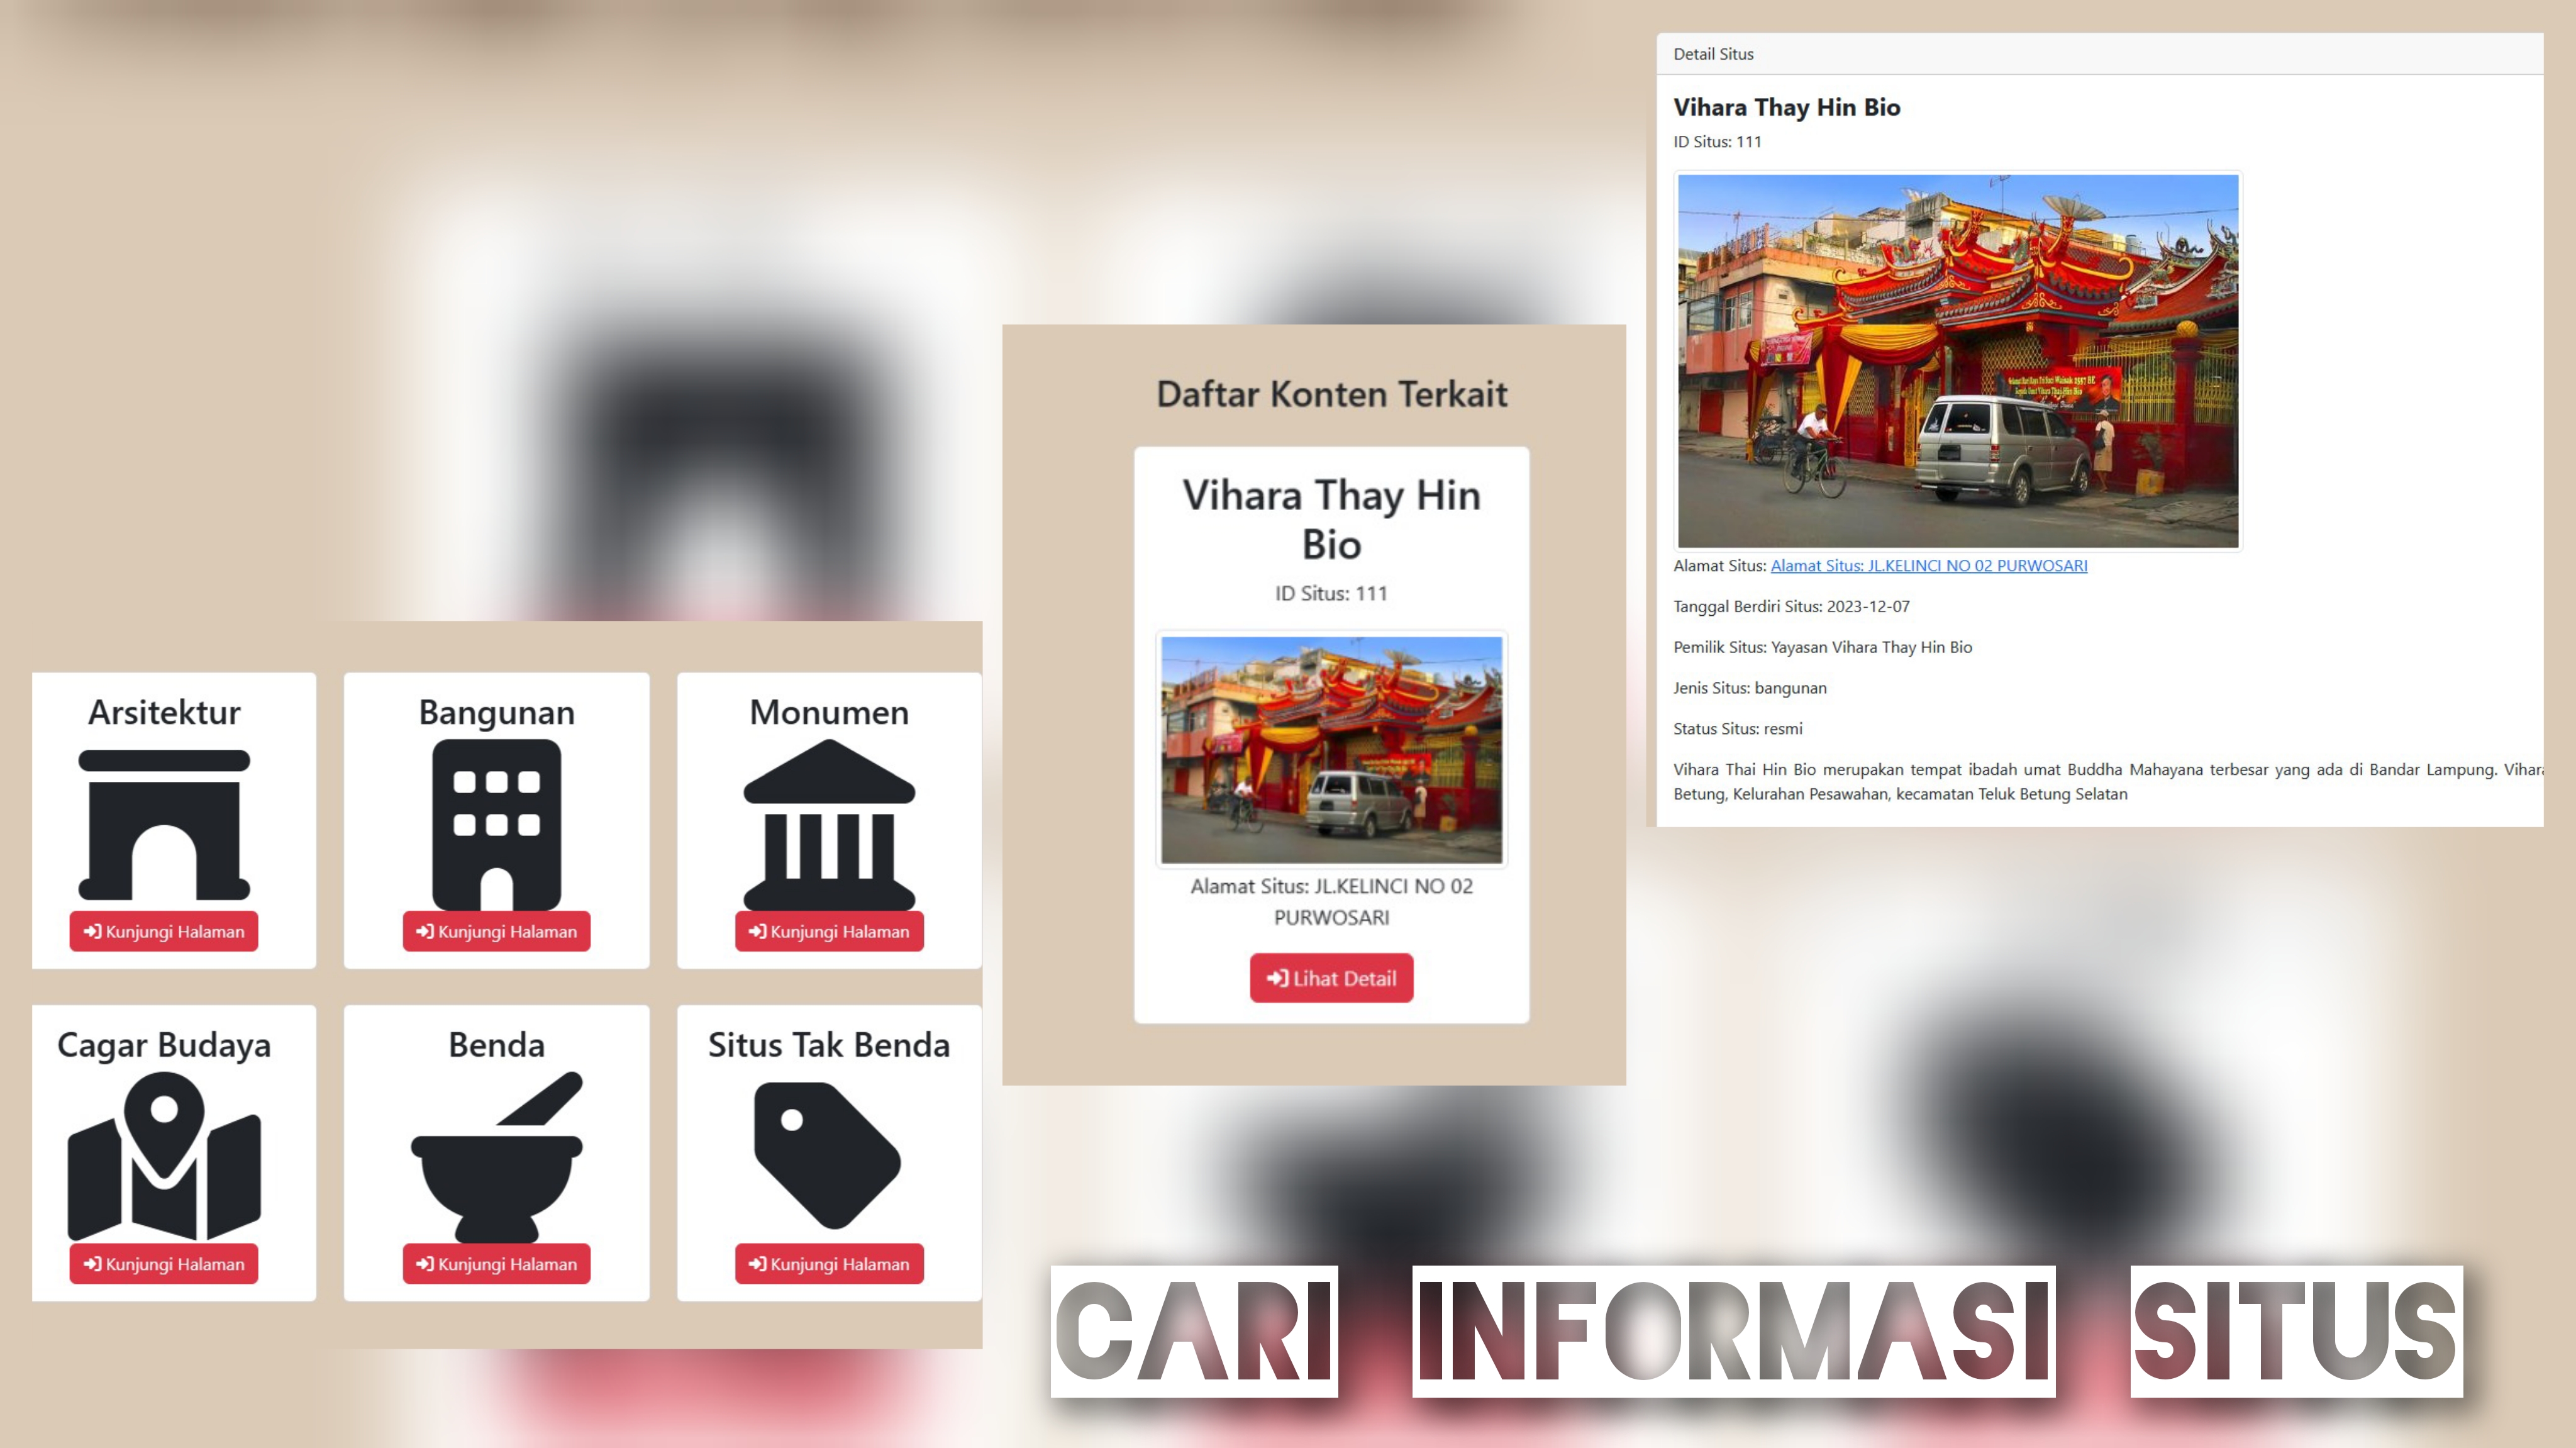 Arsitektur
Bangunan
Monumen
Kunjungi Halaman
Kunjungi Halaman
Kunjungi Halaman
Cagar Budaya
Benda
Situs Tak Benda
Kunjungi Halaman
Kunjungi Halaman
Kunjungi Halaman
Daftar Konten Terkait
Vihara Thay Hin
Bio
ID Situs: 111
Alamat Situs: JL.KELINCI NO 02
PURWOSARI
Lihat Detail
Detail Situs
Vihara Thay Hin Bio
ID Situs: 111
Alamat Situs: Alamat Situs: JL.KELINCI NO 02 PURWOSARI
Tanggal Berdiri Situs: 2023-12-07
Pemilik Situs: Yayasan Vihara Thay Hin Bio
Jenis Situs: bangunan
Status Situs: resmi
Vihara Thai Hin Bio merupakan tempat ibadah umat Buddha Mahayana terbesar yang ada di Bandar Lampung. Vihara
Betung, Kelurahan Pesawahan, kecamatan Teluk Betung Selatan
CARI INFORMASI SITUS